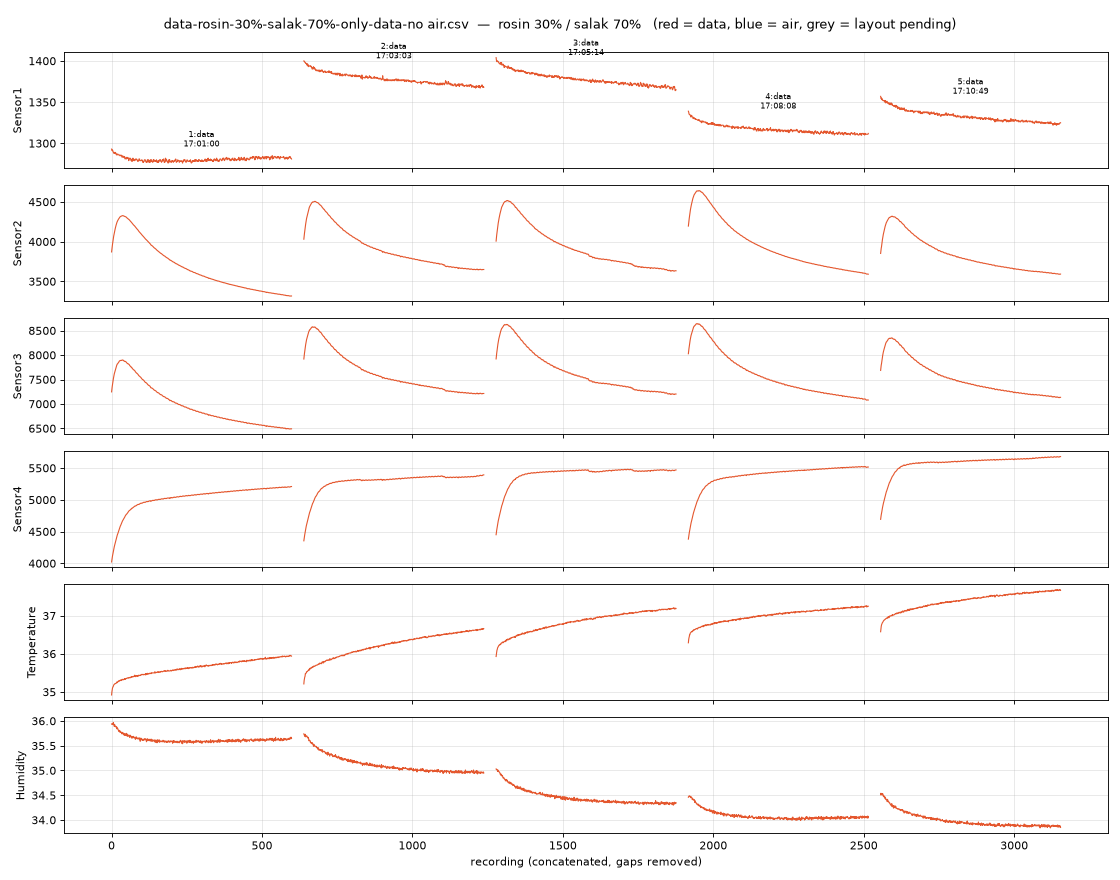 data-rosin-30%-salak-70%-only-data-no air.csv — rosin 30% / salak 70% (red = data, blue = air, grey = layout pending)
Sensor1
1400
1350
1300
1:data
17:01:00
2:data
17:03:03
3:data
17:05:14
4:data
17:08:08
5:data
17:10:49
Sensor2
4500
4000
3500
Sensor3
8500
8000
7500
7000
6500
Sensor4
5500
5000
4500
4000
Temperature
37
36
35
Humidity
36.0
35.5
35.0
34.5
34.0
0 500 1000 1500 2000 2500 3000
recording (concatenated, gaps removed)